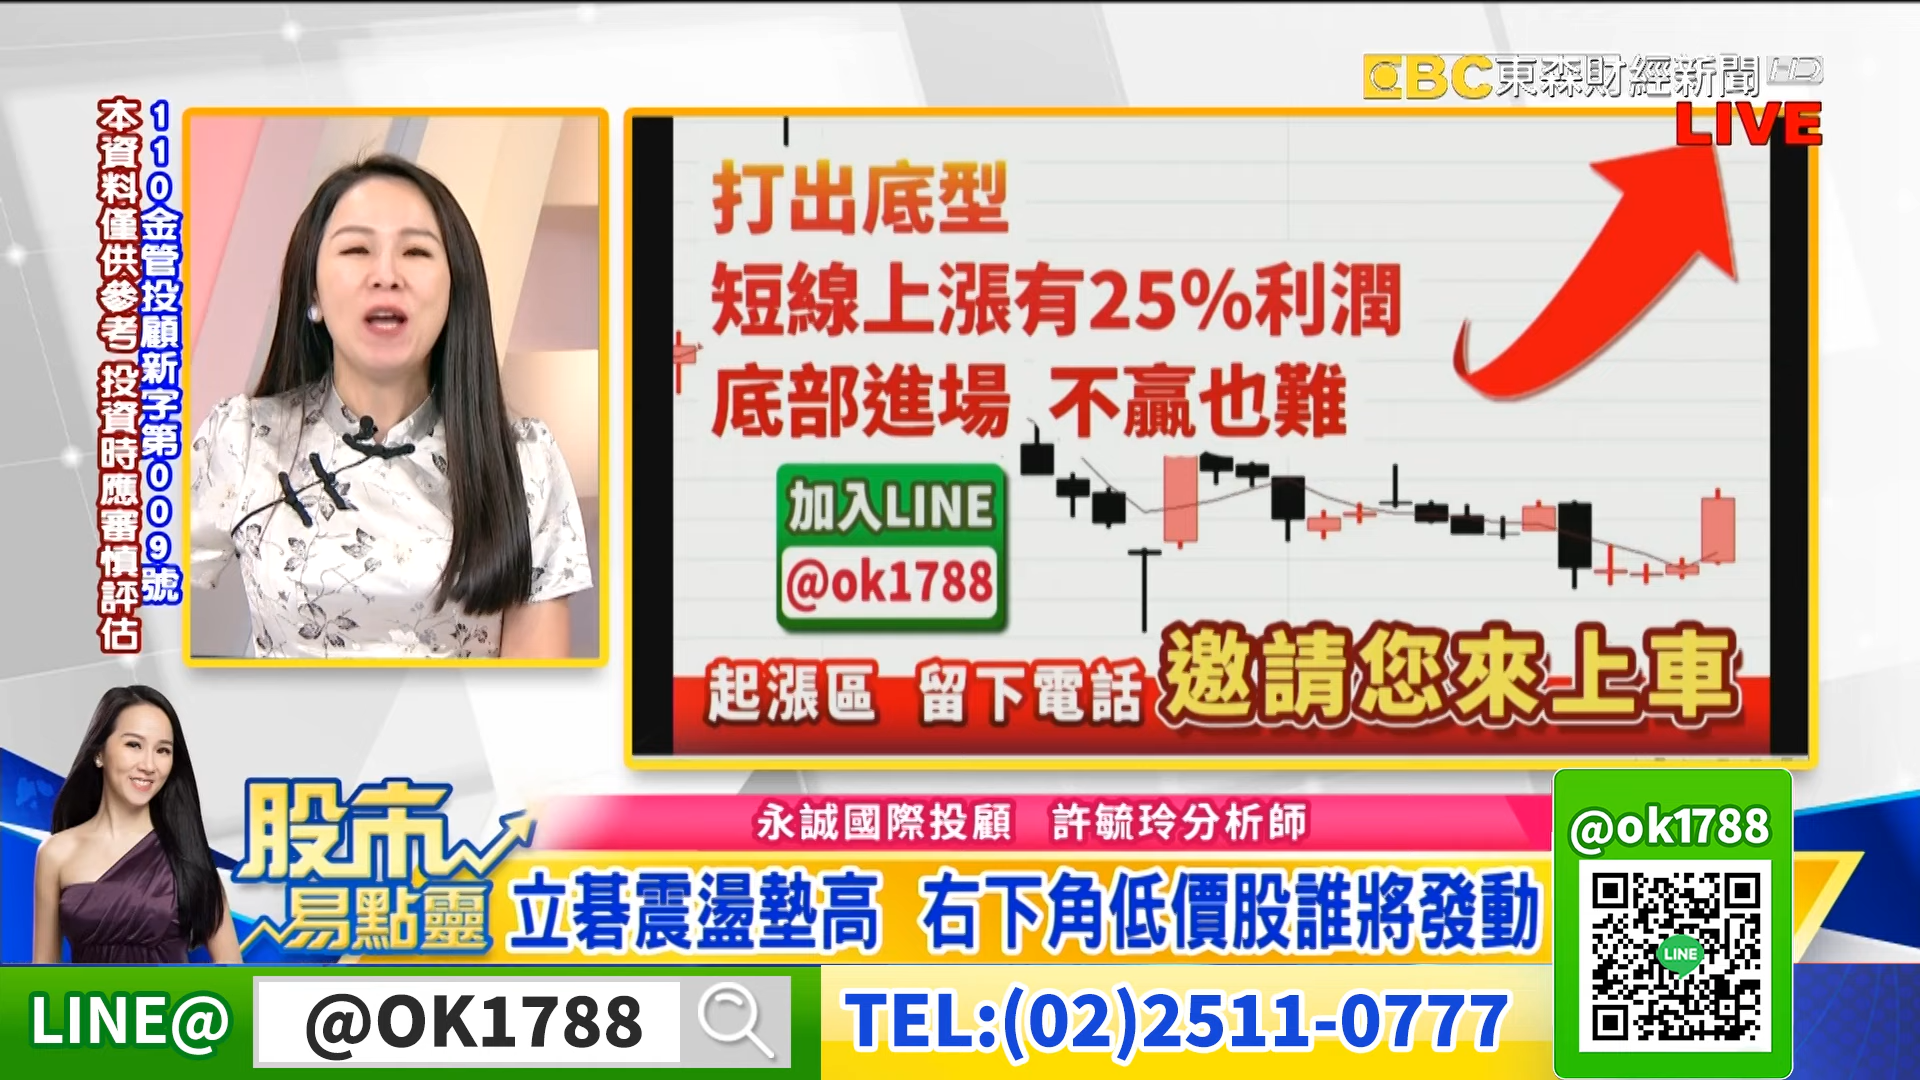 EBC東森財經新聞HD
LIVE
110金管投顧新字第009號
本資料僅供參考 投資時應審慎評估
打出底型
短線上漲有25%利潤
底部進場 不贏也難
加入LINE
@ok1788
起漲區 留下電話 邀請您來上車
股市
易點靈
永誠國際投顧 許毓玲分析師
立碁震盪墊高 右下角低價股誰將發動
@ok1788
LINE
LINE@ @OK1788
TEL:(02)2511-0777